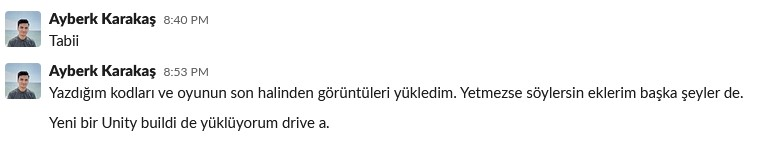 Ayberk Karakaş 8:40 PM
Tabii
Ayberk Karakaş 8:53 PM
Yazdığım kodları ve oyunun son halinden görüntüleri yükledim. Yetmezse söylersin eklerim başka şeyler de.
Yeni bir Unity buildi de yüklüyorum drive a.